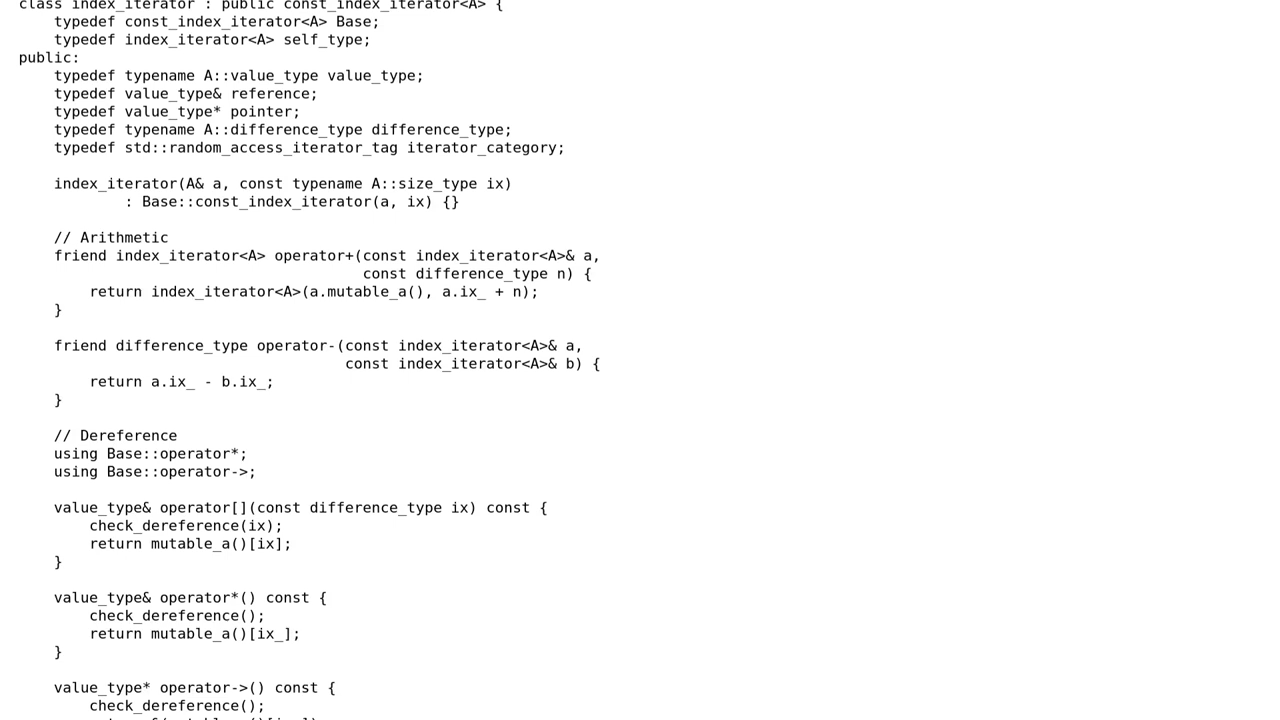 class index_iterator : public const_index_iterator<A> {
    typedef const_index_iterator<A> Base;
    typedef index_iterator<A> self_type;
public:
    typedef typename A::value_type value_type;
    typedef value_type& reference;
    typedef value_type* pointer;
    typedef typename A::difference_type difference_type;
    typedef std::random_access_iterator_tag iterator_category;

    index_iterator(A& a, const typename A::size_type ix)
            : Base::const_index_iterator(a, ix) {}

    // Arithmetic
    friend index_iterator<A> operator+(const index_iterator<A>& a,
                                       const difference_type n) {
        return index_iterator<A>(a.mutable_a(), a.ix_ + n);
    }

    friend difference_type operator-(const index_iterator<A>& a,
                                     const index_iterator<A>& b) {
        return a.ix_ - b.ix_;
    }

    // Dereference
    using Base::operator*;
    using Base::operator->;

    value_type& operator[](const difference_type ix) const {
        check_dereference(ix);
        return mutable_a()[ix];
    }

    value_type& operator*() const {
        check_dereference();
        return mutable_a()[ix_];
    }

    value_type* operator->() const {
        check_dereference();